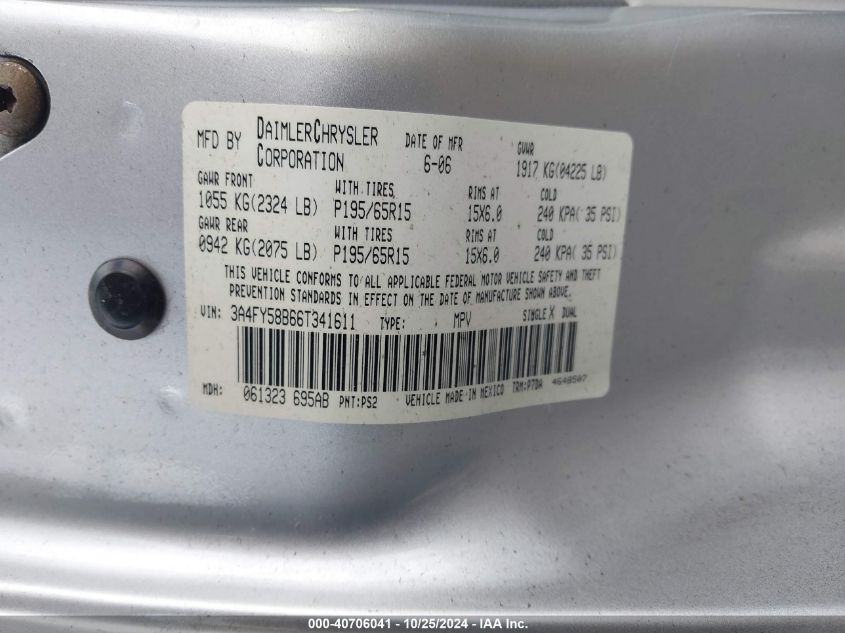 MFD BY DAIMLERCHRYSLER CORPORATION DATE OF MFR 6-06 GVWR 1917 KG(04225 LB)
GAWR FRONT WITH TIRES RIMS AT COLD
1055 KG(2324 LB) P195/65R15 15X6.0 240 KPA( 35 PSI)
GAWR REAR WITH TIRES RIMS AT COLD
0942 KG(2075 LB) P195/65R15 15X6.0 240 KPA( 35 PSI)
THIS VEHICLE CONFORMS TO ALL APPLICABLE FEDERAL MOTOR VEHICLE SAFETY AND THEFT
PREVENTION STANDARDS IN EFFECT ON THE DATE OF MANUFACTURE SHOWN ABOVE.
VIN: 3A4FY58B66T341611 TYPE: MPV SINGLE X DUAL
MDH: 061323 695AB PNT:PS2 VEHICLE MADE IN MEXICO TRM:P7DA 4648507
000-40706041 - 10/25/2024 - IAA Inc.